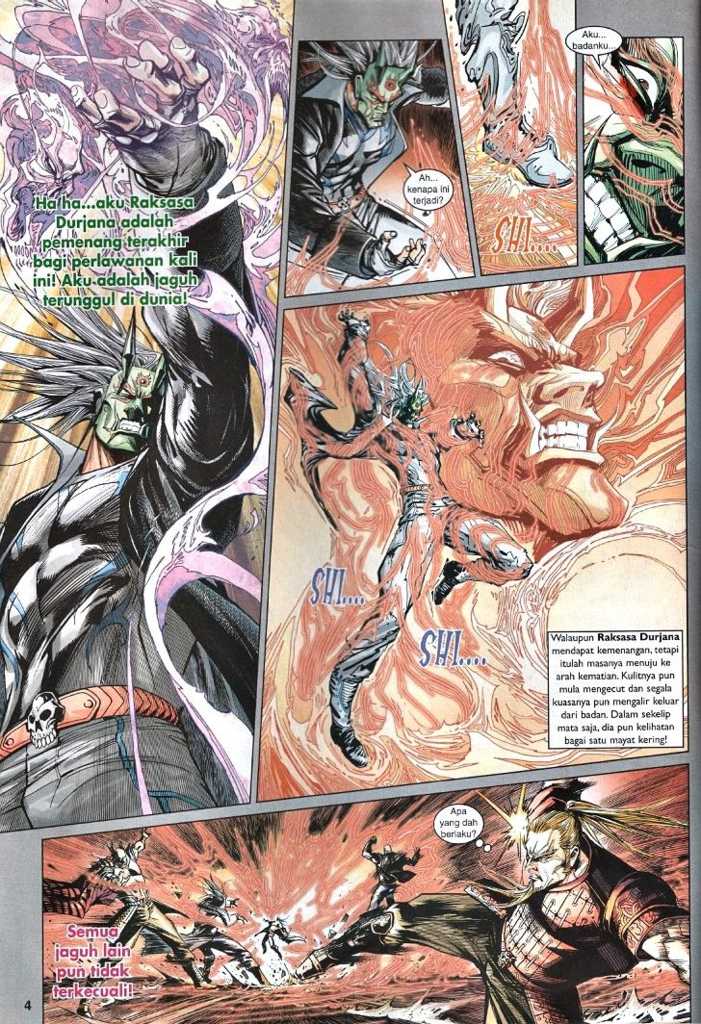 Ha ha...aku Raksasa
Durjana adalah
pemenang terakhir
bagi perlawanan kali
ini! Aku adalah jaguh
terunggul di dunia!
Ah...
kenapa ini
terjadi?
SHI....
Aku...
badanku...
SHI....
SHI....
Walaupun Raksasa Durjana
mendapat kemenangan, tetapi
itulah masanya menuju ke
arah kematian. Kulitnya pun
mula mengecut dan segala
kuasanya pun mengalir keluar
dari badan. Dalam sekelip
mata saja, dia pun kelihatan
bagai satu mayat kering!
Apa
yang dah
berlaku?
Semua
jaguh lain
pun tidak
terkecuali!
4